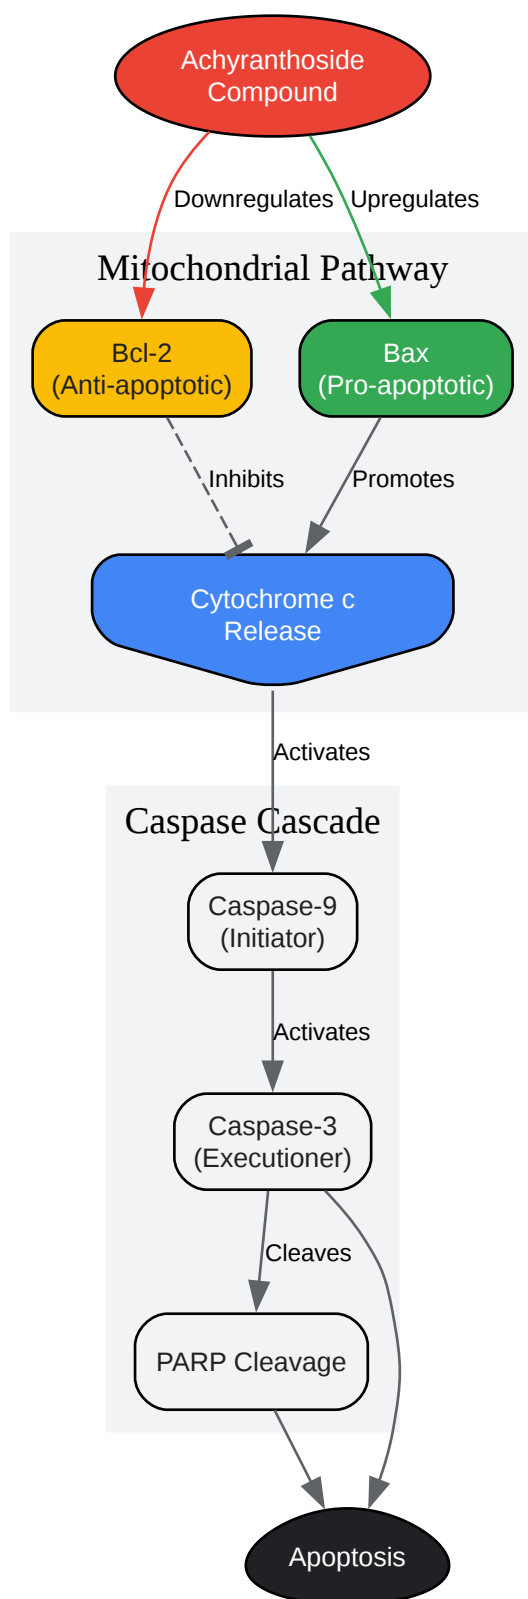 Achyranthoside
Compound
Downregulates
Upregulates
Mitochondrial Pathway
Bcl-2
(Anti-apoptotic)
Bax
(Pro-apoptotic)
Inhibits
Promotes
Cytochrome c
Release
Activates
Caspase Cascade
Caspase-9
(Initiator)
Activates
Caspase-3
(Executioner)
Cleaves
PARP Cleavage
Apoptosis